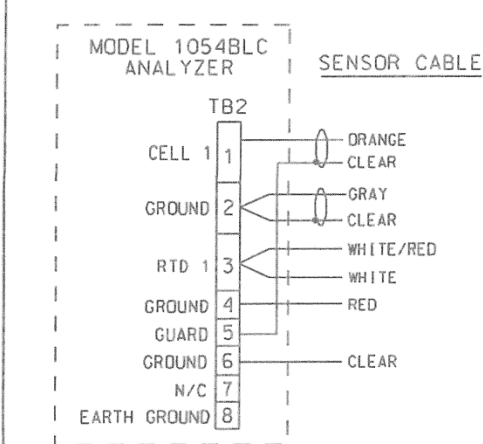 MODEL 1054BLC
ANALYZER
SENSOR CABLE
TB2
CELL 1 1
ORANGE
CLEAR
GROUND 2
GRAY
CLEAR
RTD 1 3
WHITE/RED
WHITE
GROUND 4
RED
GUARD 5
GROUND 6
CLEAR
N/C 7
EARTH GROUND 8